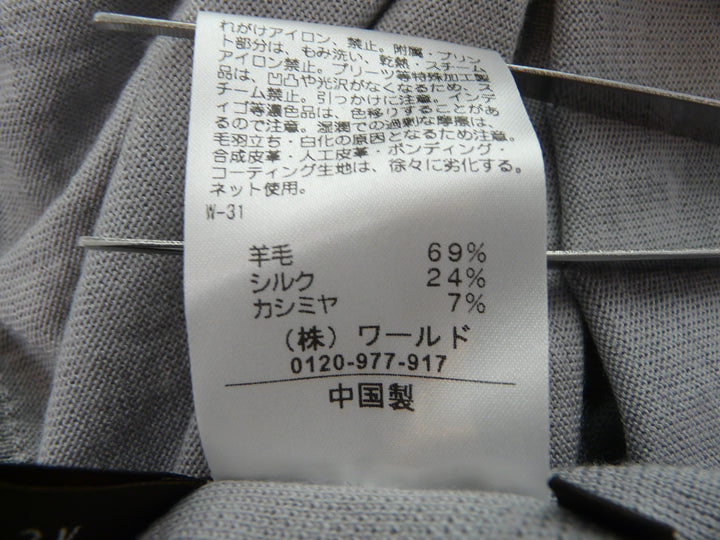 れがけアイロン、禁止。附属・プリン
ト部分は、もみ洗い、乾熱・スチーム
アイロン禁止。プリーツ等特殊加工製
品は、凹凸や光沢がなくなるため、ス
チーム禁止。引っかけに注意。インデ
ィゴ等濃色品は、色移りすることがあ
るので注意。湿潤での過剰な摩擦は、
毛羽立ち・白化の原因となるため注意。
合成皮革・人工皮革・ボンディング・
コーティング生地は、徐々に劣化する。
ネット使用。
W-31
羊毛 69%
シルク 24%
カシミヤ 7%
(株)ワールド
0120-977-917
中国製